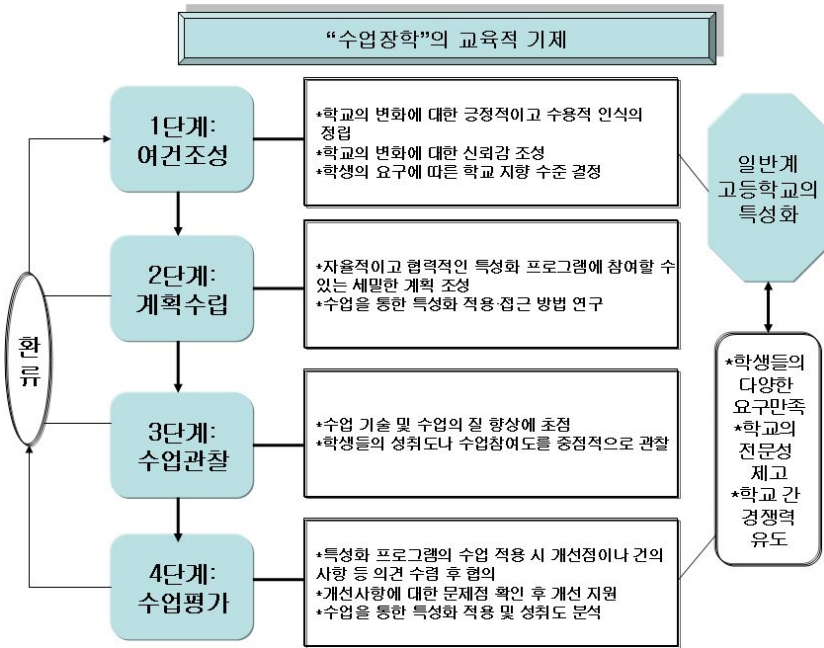 “수업장학”의 교육적 기제
1단계:
여건조성
*학교의 변화에 대한 긍정적이고 수용적 인식의
정립
*학교의 변화에 대한 신뢰감 조성
*학생의 요구에 따른 학교 지향 수준 결정
일반계
고등학교의
특성화
2단계:
계획수립
*자율적이고 협력적인 특성화 프로그램에 참여할 수
있는 세밀한 계획 조성
*수업을 통한 특성화 적용·접근 방법 연구
환
류
3단계:
수업관찰
*수업 기술 및 수업의 질 향상에 초점
*학생들의 성취도나 수업참여도를 중점적으로 관찰
*학생들의
다양한
요구만족
*학교의
전문성
제고
*학교 간
경쟁력
유도
4단계:
수업평가
*특성화 프로그램의 수업 적용 시 개선점이나 건의
사항 등 의견 수렴 후 협의
*개선사항에 대한 문제점 확인 후 개선 지원
*수업을 통한 특성화 적용 및 성취도 분석